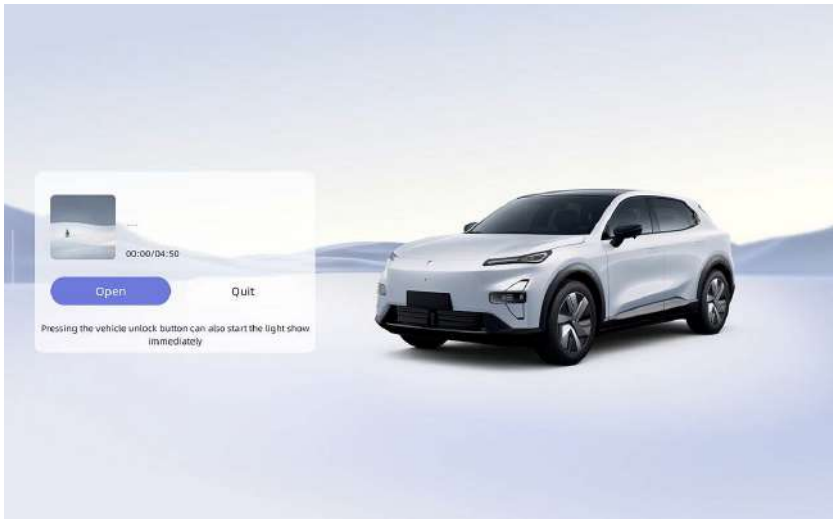 00:00/04:50
Open
Quit
Pressing the vehicle unlock button can also start the light show
immediately